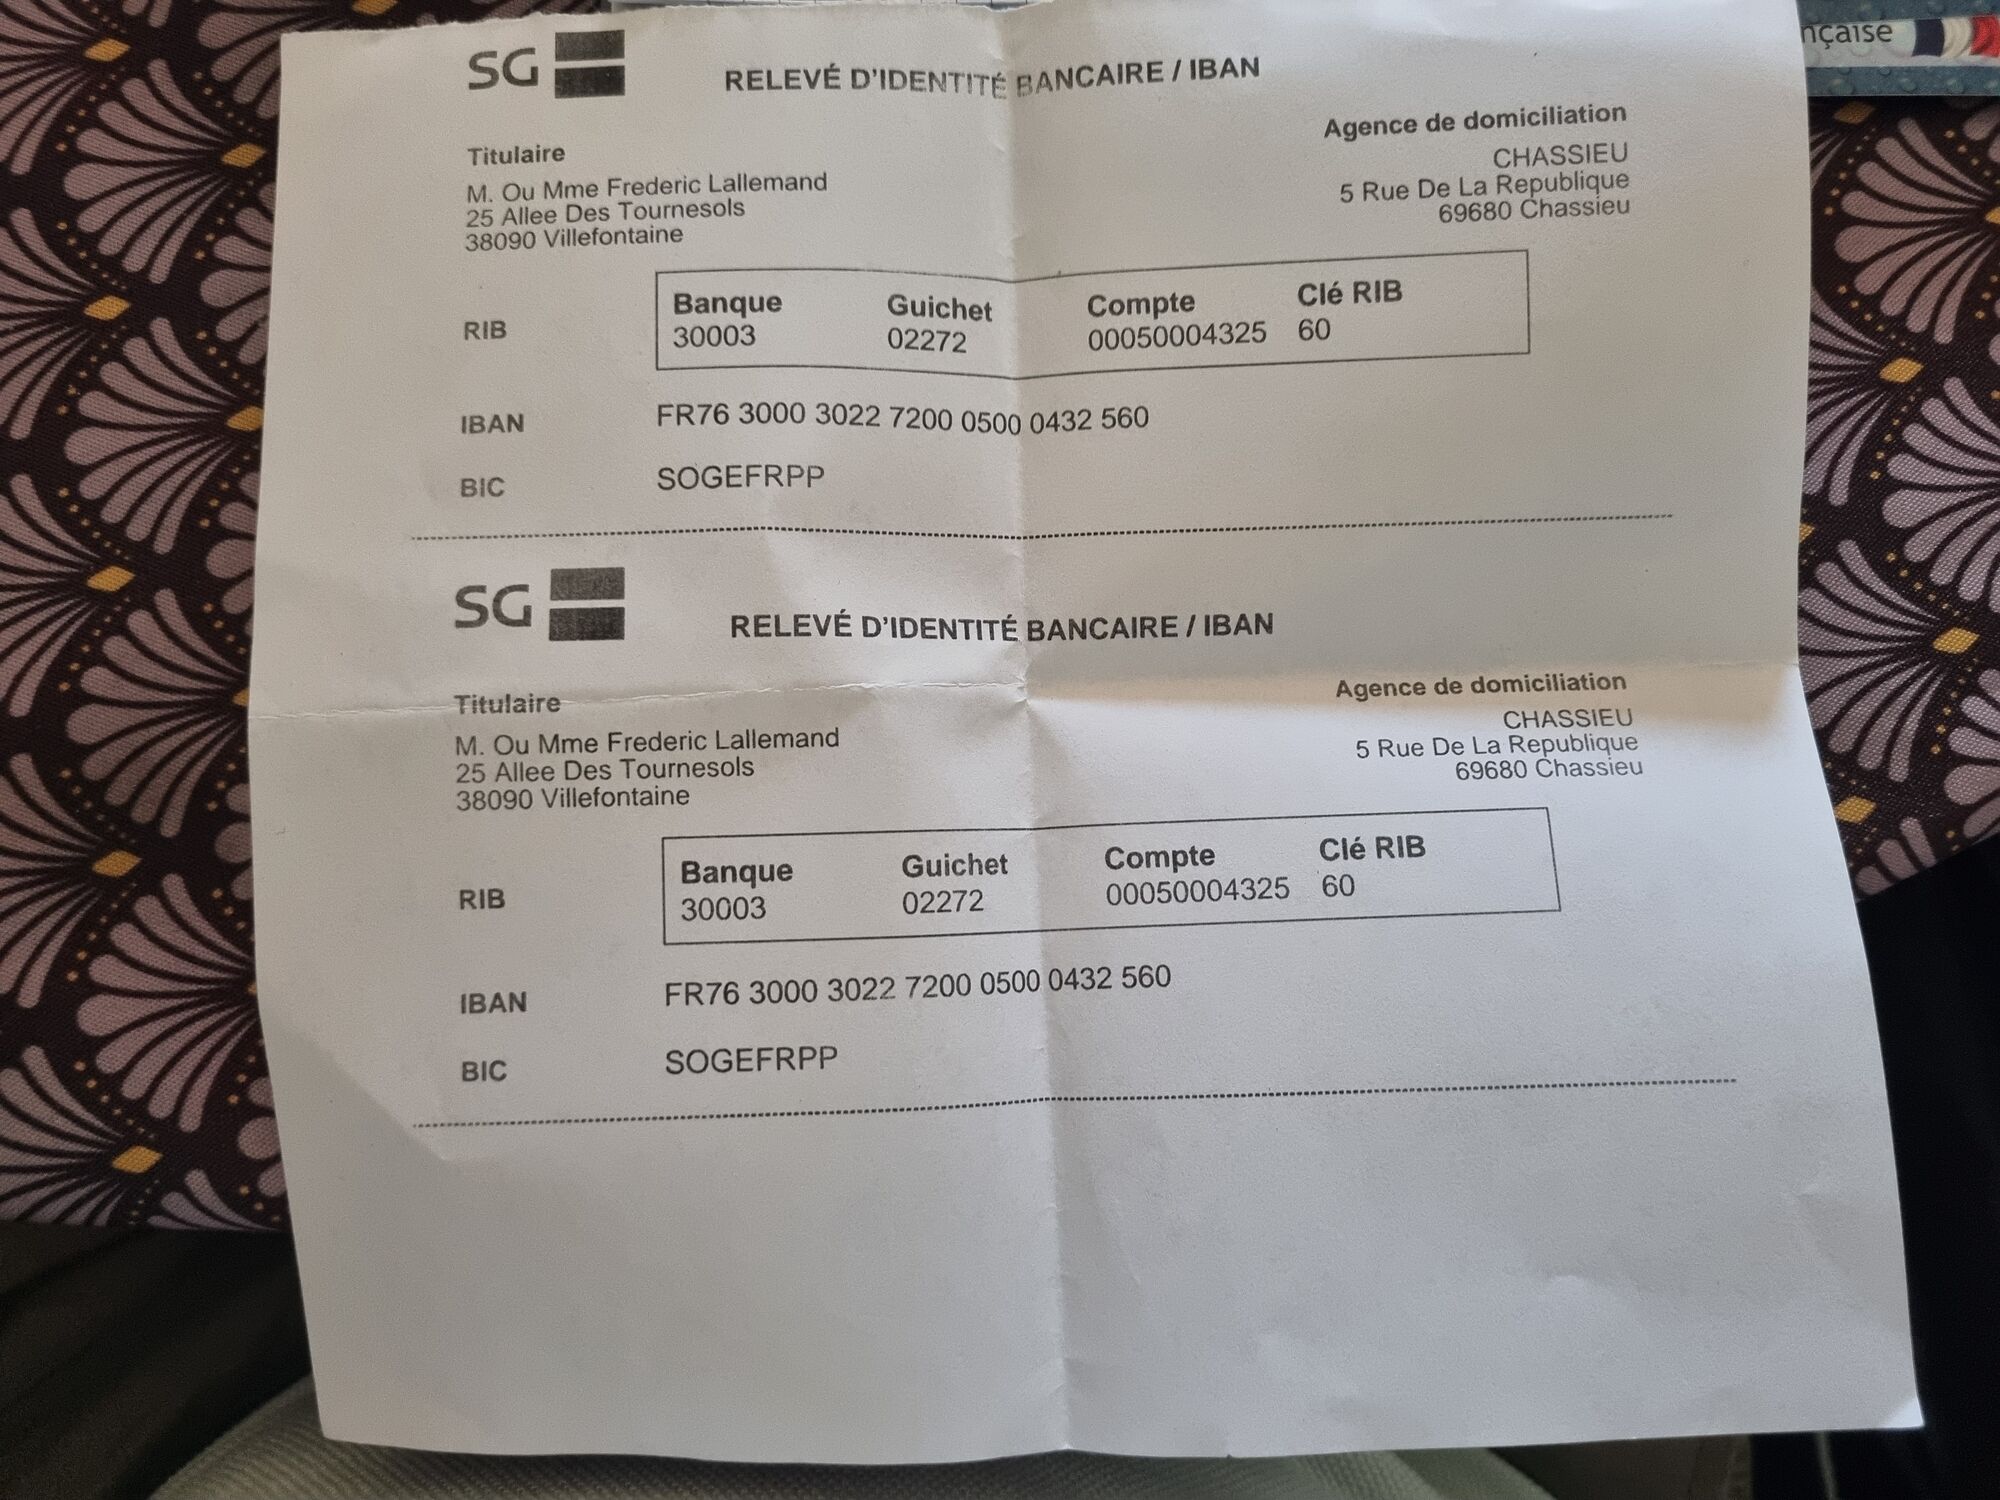 nçaise
SG
RELEVÉ D'IDENTITÉ BANCAIRE / IBAN
Titulaire
M. Ou Mme Frederic Lallemand
25 Allee Des Tournesols
38090 Villefontaine
Agence de domiciliation
CHASSIEU
5 Rue De La Republique
69680 Chassieu
RIB
Banque Guichet Compte Clé RIB
30003 02272 00050004325 60
IBAN FR76 3000 3022 7200 0500 0432 560
BIC SOGEFRPP
SG
RELEVÉ D'IDENTITÉ BANCAIRE / IBAN
Titulaire
M. Ou Mme Frederic Lallemand
25 Allee Des Tournesols
38090 Villefontaine
Agence de domiciliation
CHASSIEU
5 Rue De La Republique
69680 Chassieu
RIB
Banque Guichet Compte Clé RIB
30003 02272 00050004325 60
IBAN FR76 3000 3022 7200 0500 0432 560
BIC SOGEFRPP